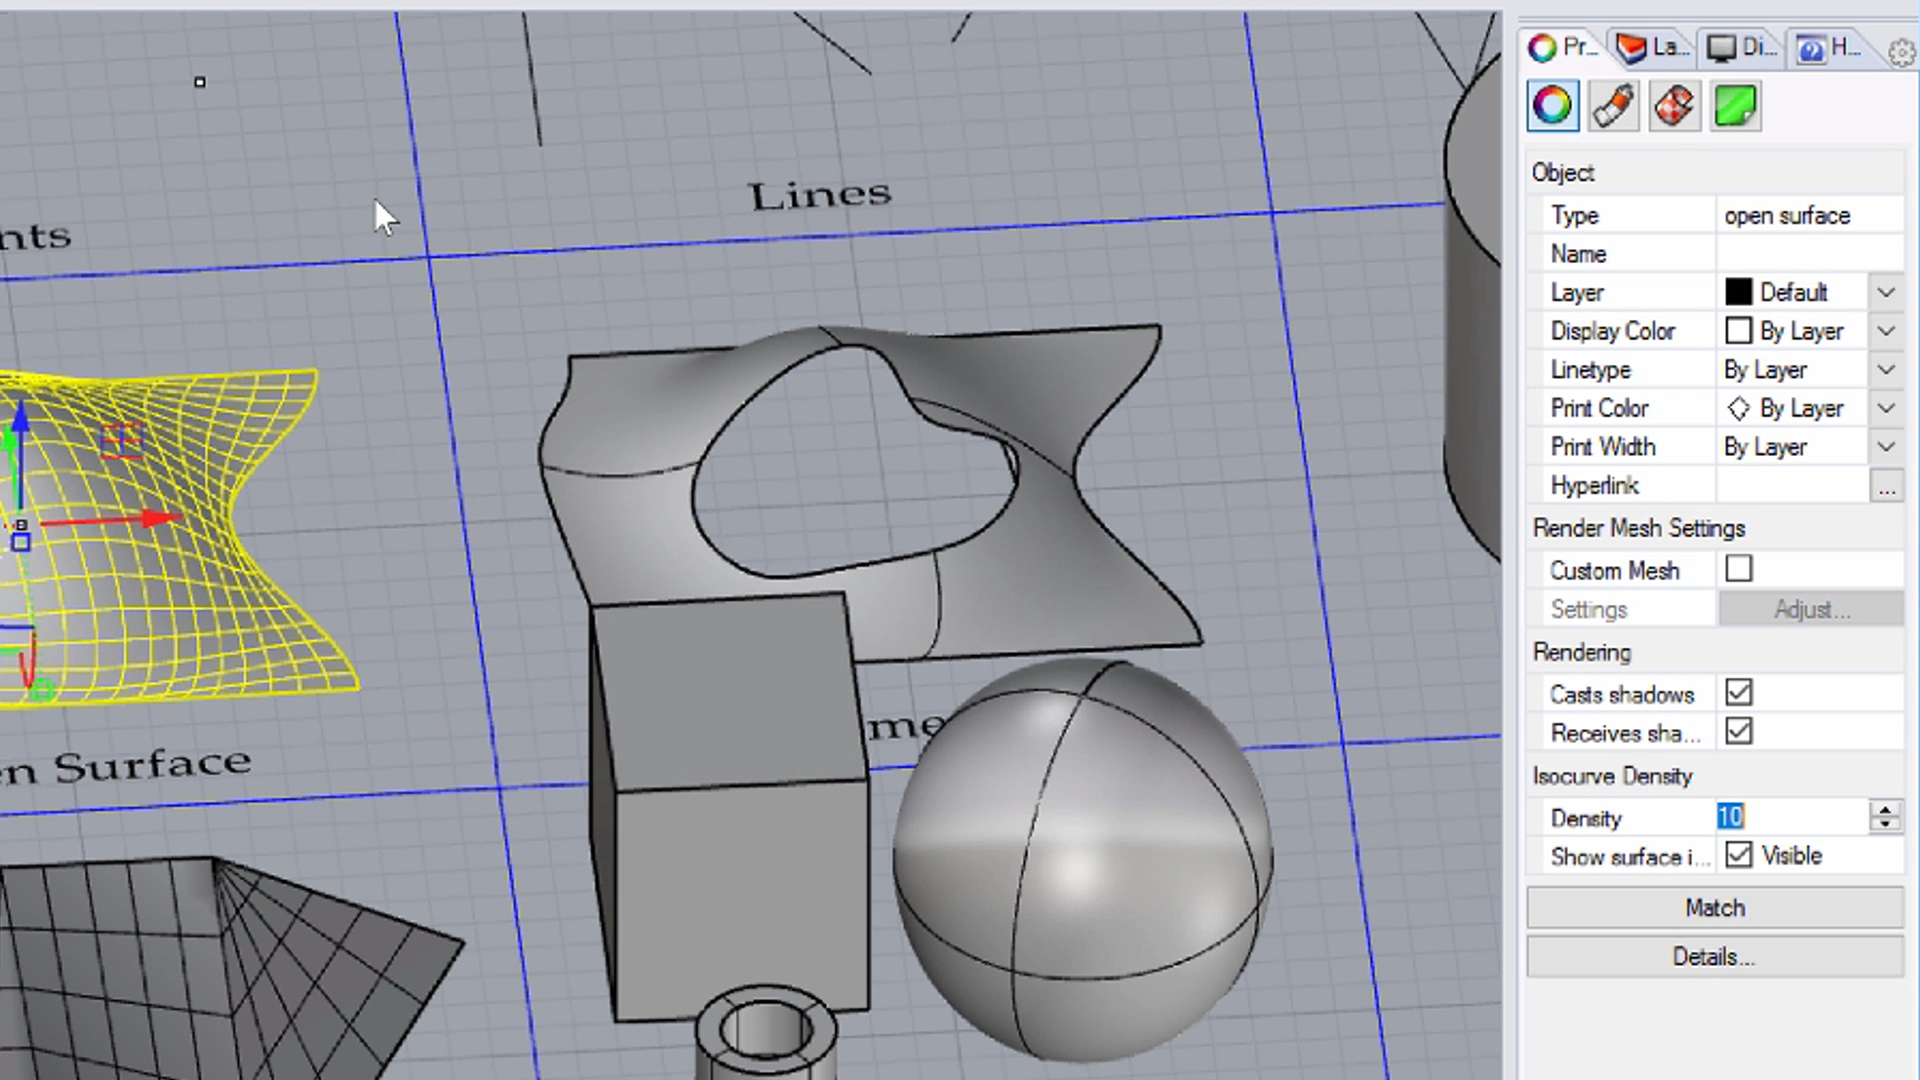 Pr...
La...
Di...
H...
Lines
nts
en Surface
me
Object
Type open surface
Name
Layer Default
Display Color By Layer
Linetype By Layer
Print Color By Layer
Print Width By Layer
Hyperlink ...
Render Mesh Settings
Custom Mesh
Settings Adjust...
Rendering
Casts shadows
Receives sha...
Isocurve Density
Density 10
Show surface i... Visible
Match
Details...